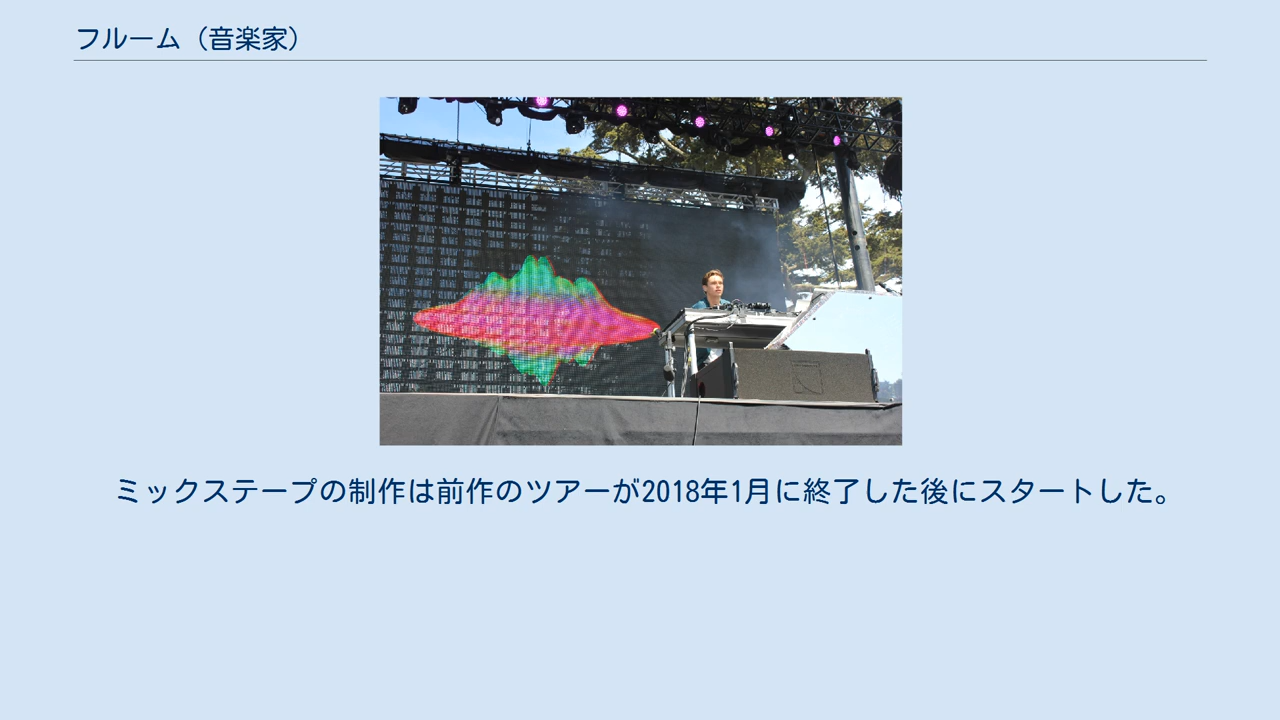 フルーム（音楽家）
ミックステープの制作は前作のツアーが2018年1月に終了した後にスタートした。